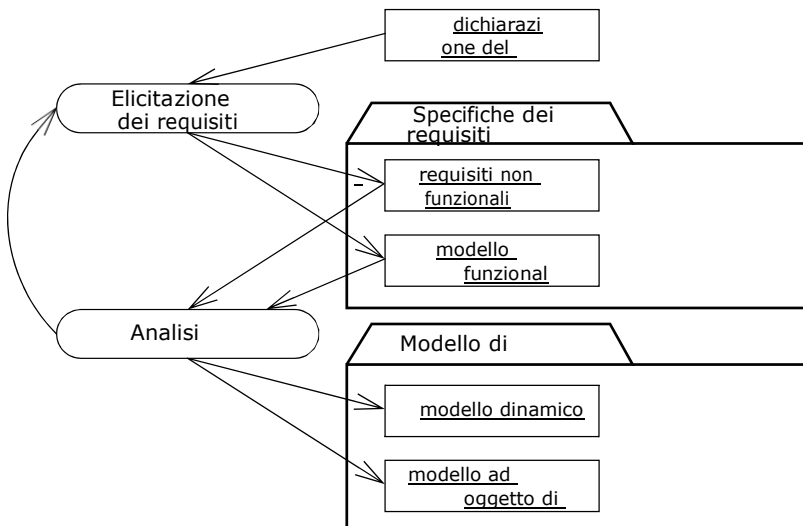 dichiarazi
one del
Elicitazione
dei requisiti
Specifiche dei
requisiti
requisiti non
funzionali
modello
funzional
Analisi
Modello di
modello dinamico
modello ad
oggetto di